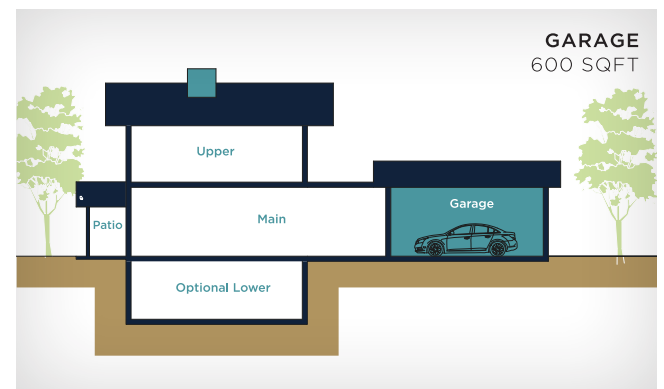 GARAGE
600 SQFT
Upper
Garage
Main
Patio
Optional Lower